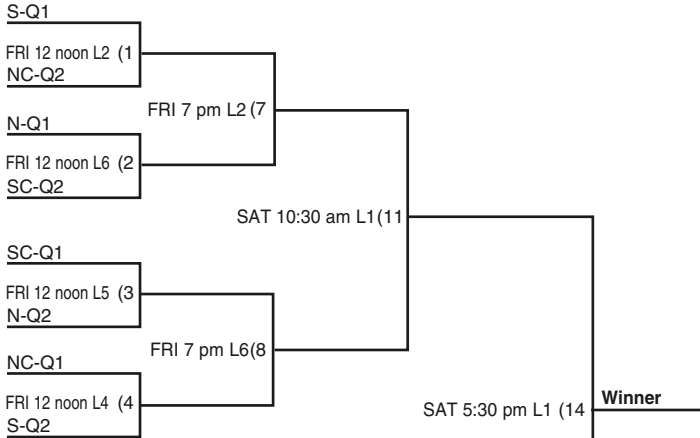 S-Q1
FRI 12 noon L2 (1
NC-Q2
FRI 7 pm L2 (7
N-Q1
FRI 12 noon L6 (2
SC-Q2
SAT 10:30 am L1(11
SC-Q1
FRI 12 noon L5 (3
N-Q2
FRI 7 pm L6(8
NC-Q1
FRI 12 noon L4 (4
S-Q2
SAT 5:30 pm L1 (14
Winner